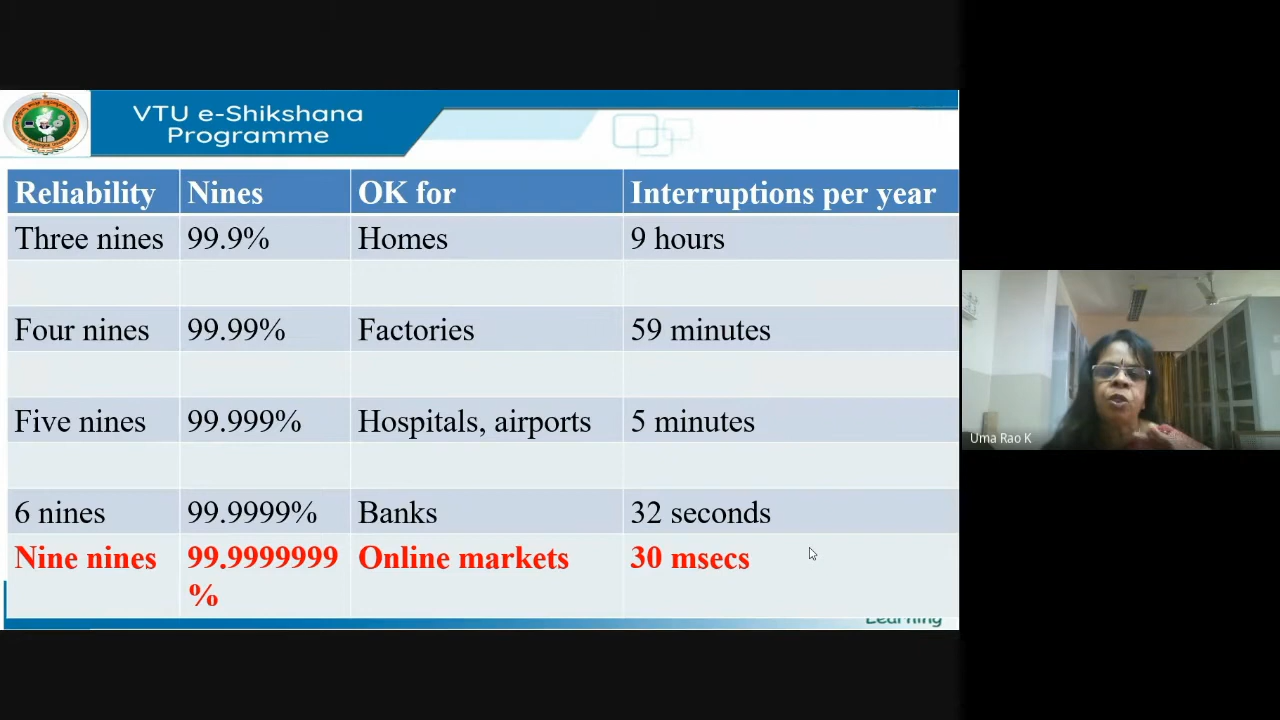 VTU e-Shikshana
Programme
Reliability Nines OK for Interruptions per year
Three nines 99.9% Homes 9 hours
Four nines 99.99% Factories 59 minutes
Five nines 99.999% Hospitals, airports 5 minutes
6 nines 99.9999% Banks 32 seconds
Nine nines 99.9999999 Online markets 30 msecs
%
Learning
Uma Rao K